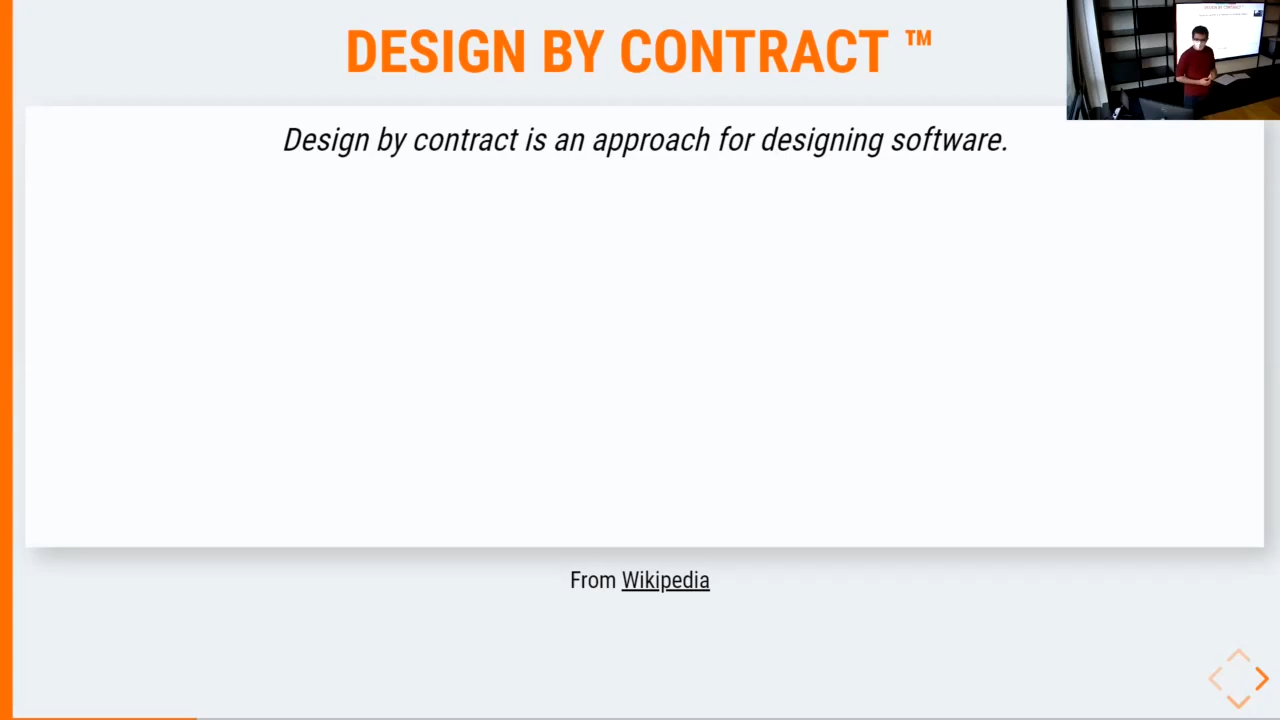 DESIGN BY CONTRACT ™
Design by contract is an approach for designing software.
From Wikipedia